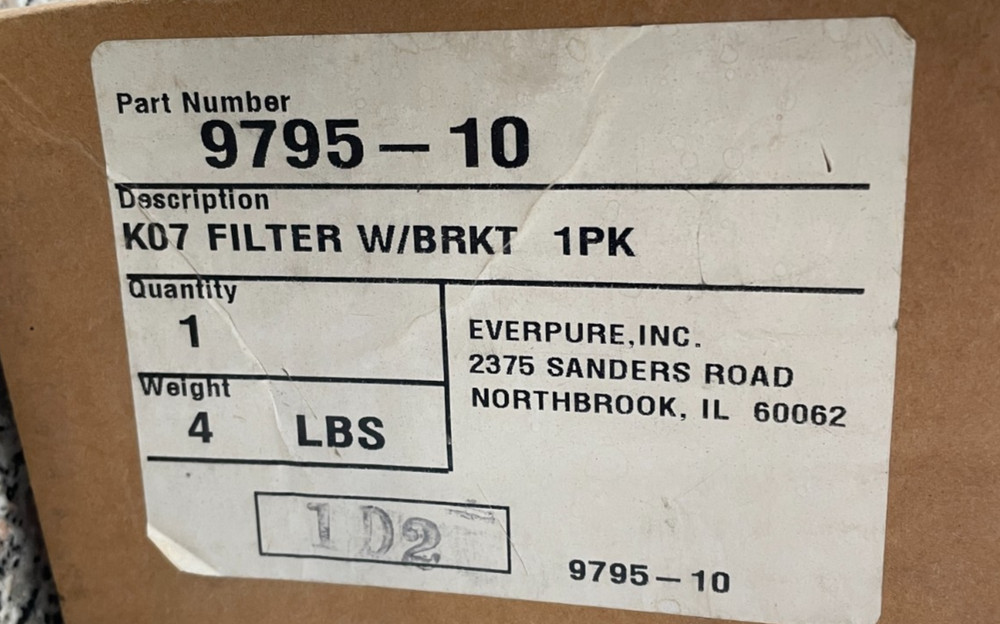 Part Number
9795-10
Description
K07 FILTER W/BRKT 1PK
Quantity
1
Weight
4 LBS
EVERPURE,INC.
2375 SANDERS ROAD
NORTHBROOK, IL 60062
1D2
9795-10